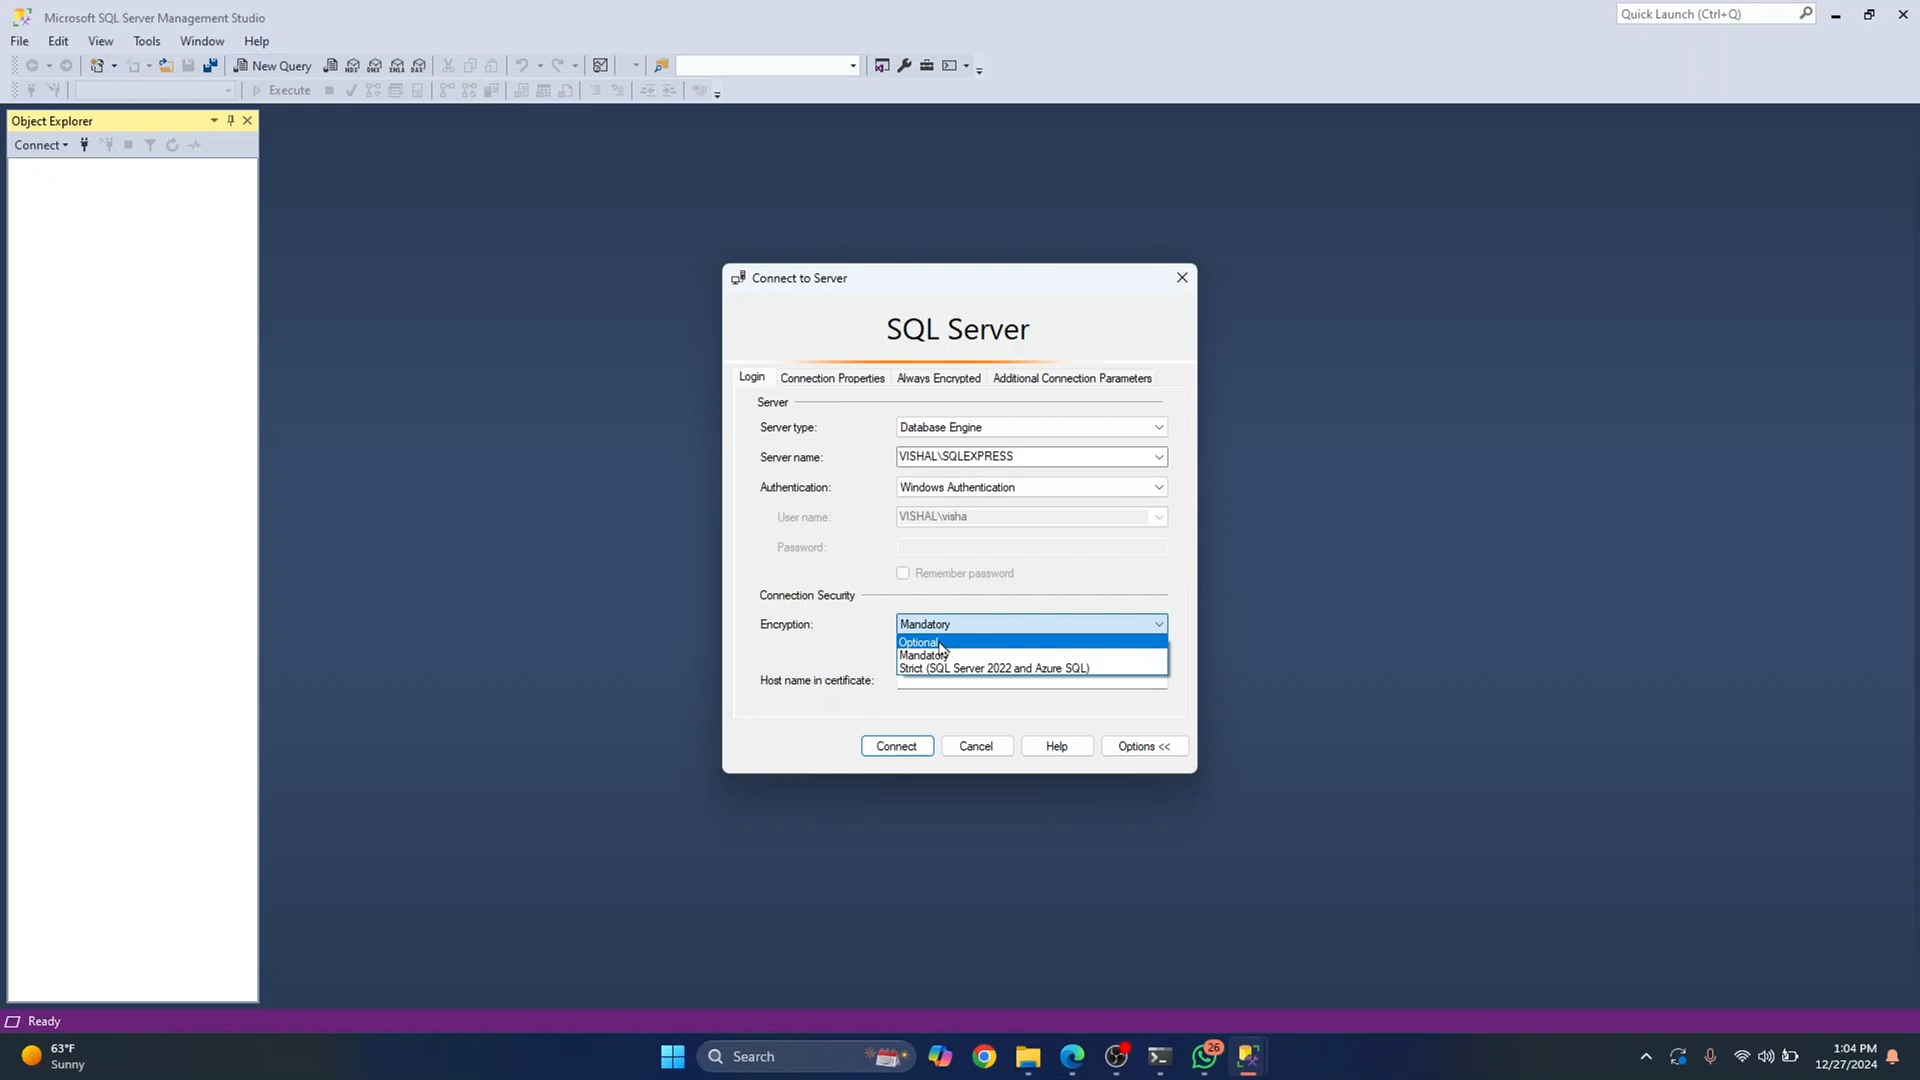 Microsoft SQL Server Management Studio
Quick Launch (Ctrl+Q)
File Edit View Tools Window Help
New Query MDX DMX XMLA DAX
Execute
Object Explorer
Connect
Connect to Server
SQL Server
Login Connection Properties Always Encrypted Additional Connection Parameters
Server
Server type: Database Engine
Server name: VISHAL\SQLEXPRESS
Authentication: Windows Authentication
User name: VISHAL\visha
Password:
Remember password
Connection Security
Encryption: Mandatory
Optional
Mandatory
Strict (SQL Server 2022 and Azure SQL)
Host name in certificate:
Connect Cancel Help Options <<
Ready
63°F
Sunny
Search
26
1:04 PM
12/27/2024